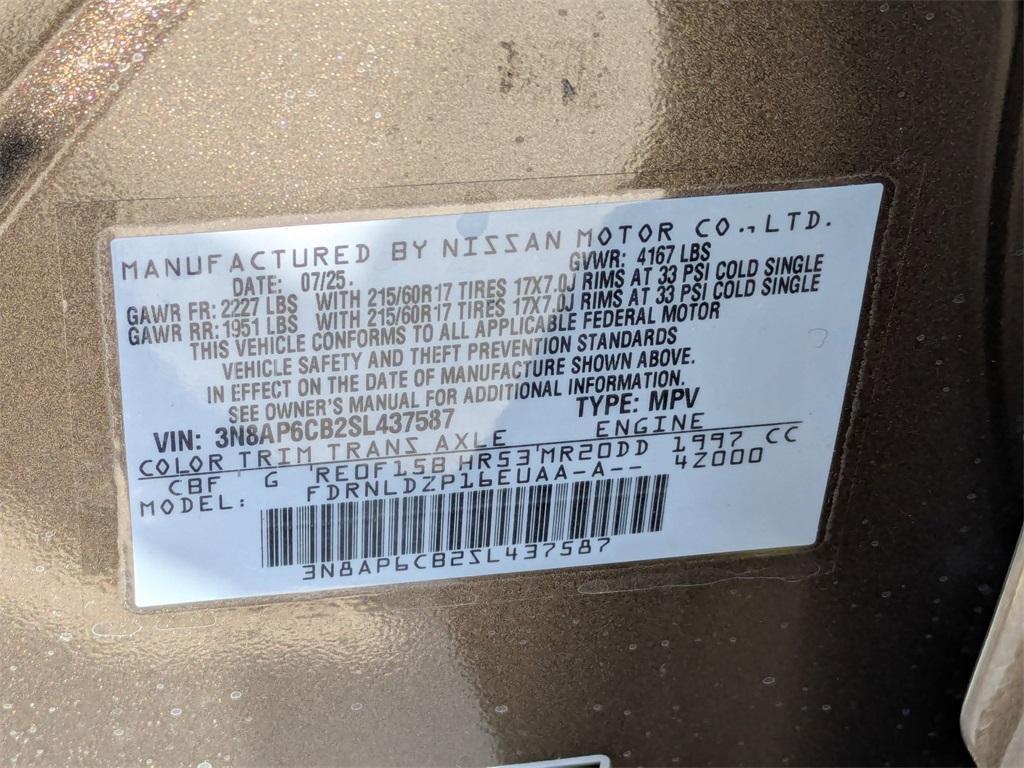 MANUFACTURED BY NISSAN MOTOR CO., LTD.
DATE: 07/25. GVWR: 4167 LBS
GAWR FR: 2227 LBS WITH 215/60R17 TIRES 17X7.0J RIMS AT 33 PSI COLD SINGLE
GAWR RR: 1951 LBS WITH 215/60R17 TIRES 17X7.0J RIMS AT 33 PSI COLD SINGLE
THIS VEHICLE CONFORMS TO ALL APPLICABLE FEDERAL MOTOR
VEHICLE SAFETY AND THEFT PREVENTION STANDARDS
IN EFFECT ON THE DATE OF MANUFACTURE SHOWN ABOVE.
SEE OWNER'S MANUAL FOR ADDITIONAL INFORMATION.
VIN: 3N8AP6CB2SL437587 TYPE: MPV
COLOR TRIM TRANS AXLE ENGINE
CBF G 'RE0F15B HR53'MR20DD 1997 CC
MODEL: FDRNLDZP16EUAA-A-- 4Z000
3N8AP6CB2SL437587